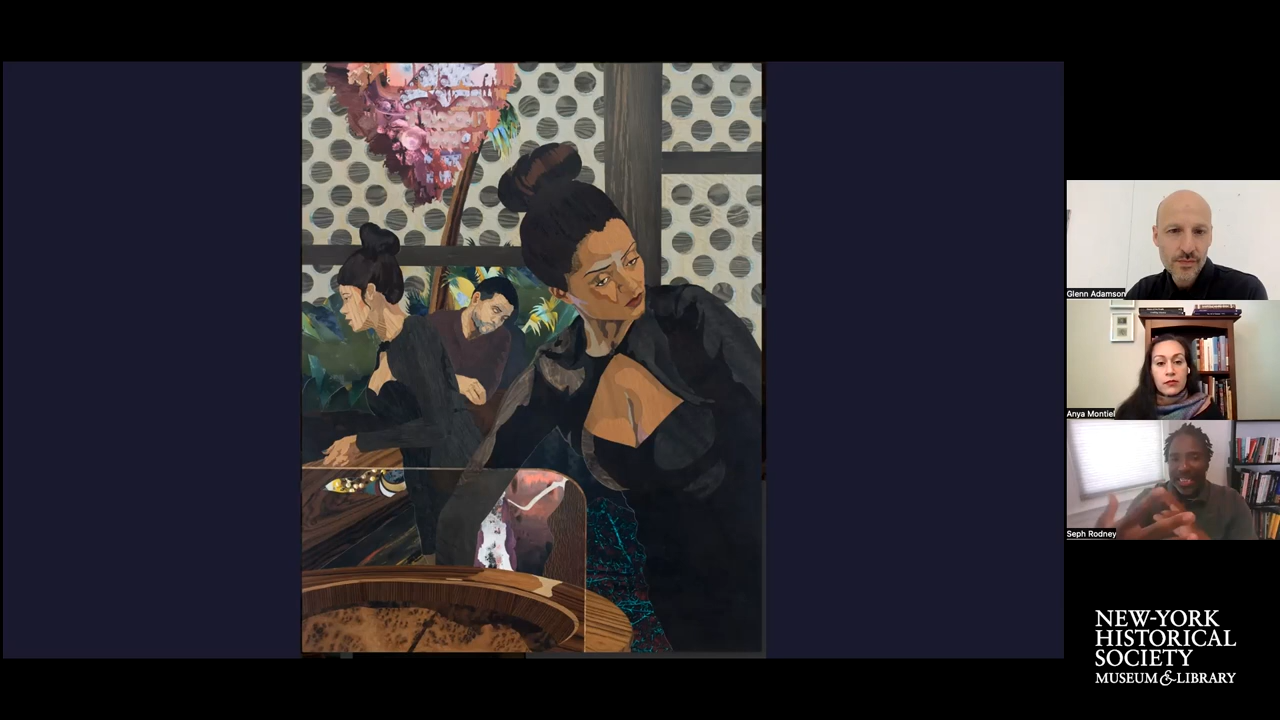 Glenn Adamson
Anya Montiel
Seph Rodney
NEW-YORK
HISTORICAL
SOCIETY
MUSEUM & LIBRARY